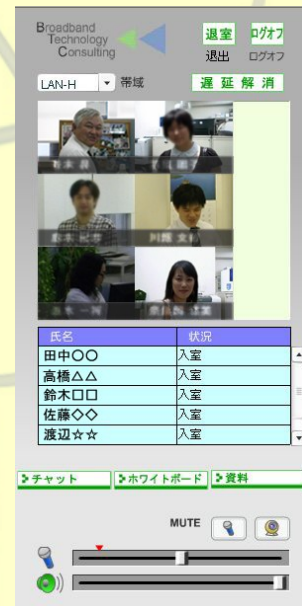 Broadband
Technology
Consulting
退室 ログオフ
退出 ログオフ
LAN-H 帯域 遅延解消
氏名 状況
田中○○ 入室
高橋△△ 入室
鈴木□□ 入室
佐藤◇◇ 入室
渡辺☆☆ 入室
チャット ホワイトボード 資料
MUTE